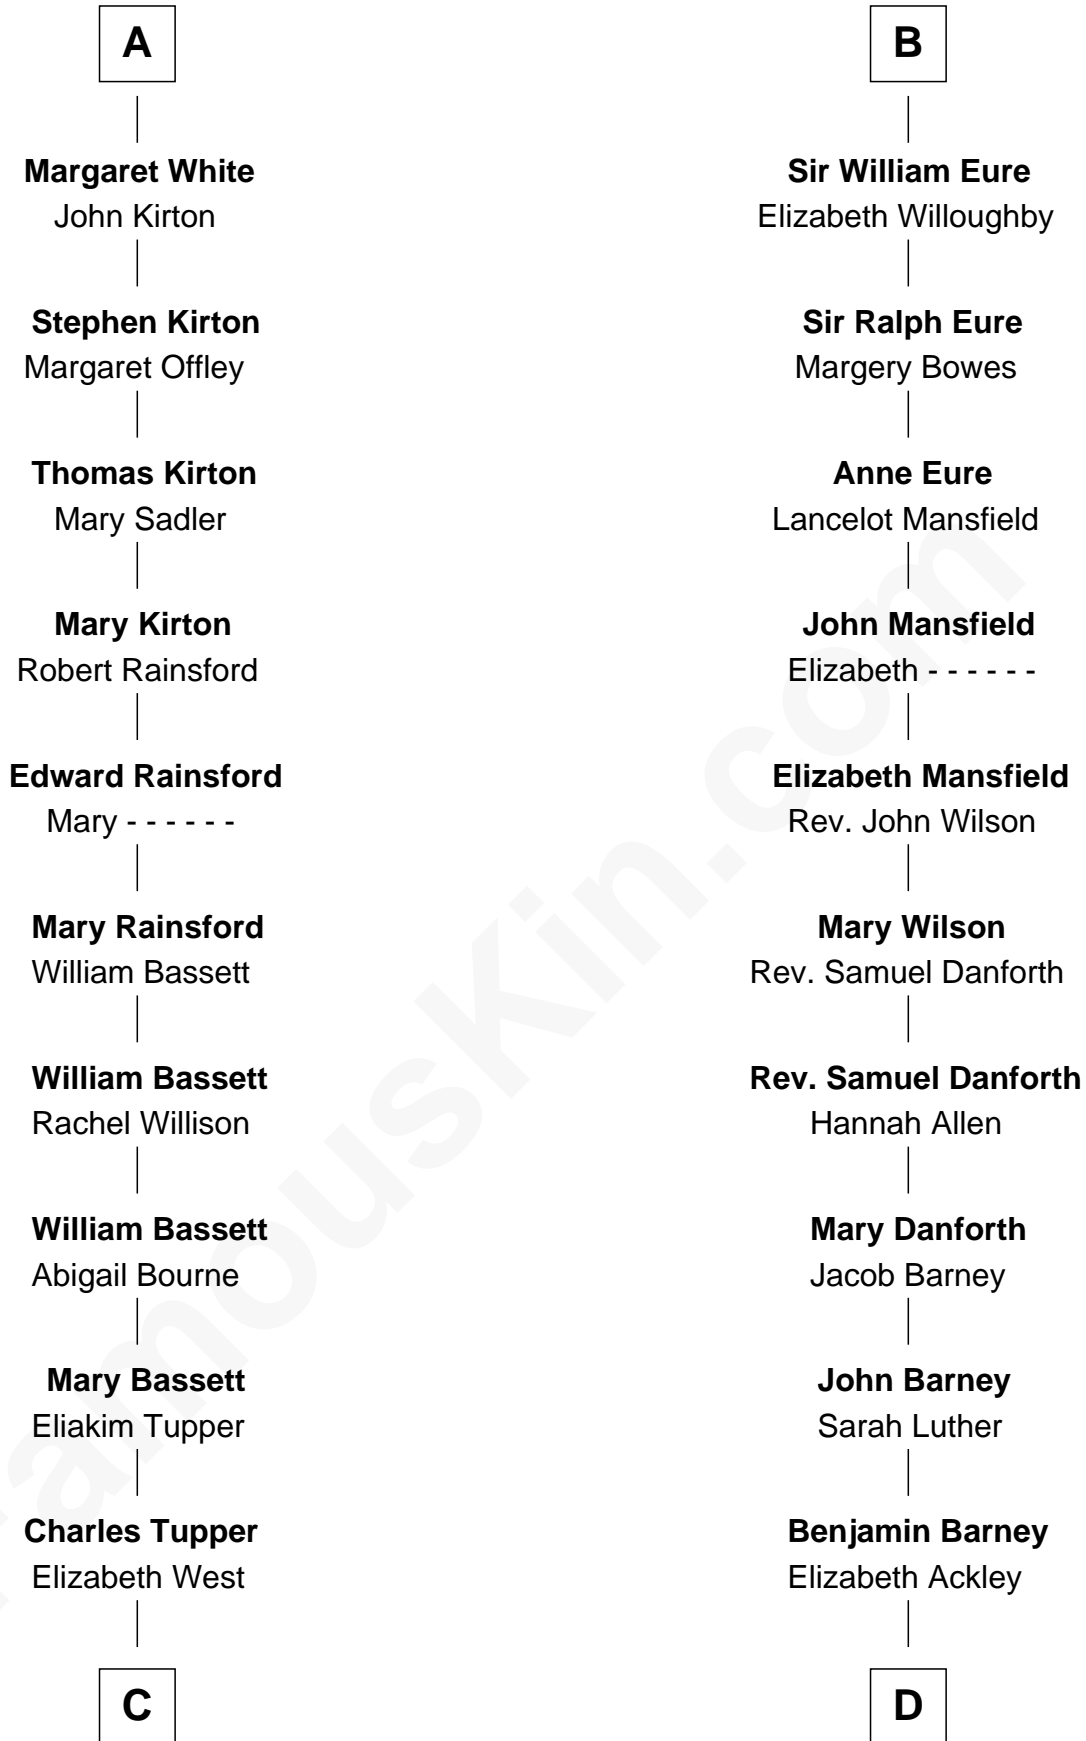 A
Margaret White
John Kirton
Stephen Kirton
Margaret Offley
Thomas Kirton
Mary Sadler
Mary Kirton
Robert Rainsford
Edward Rainsford
Mary - - - - - -
Mary Rainsford
William Bassett
William Bassett
Rachel Willison
William Bassett
Abigail Bourne
Mary Bassett
Eliakim Tupper
Charles Tupper
Elizabeth West
C
B
Sir William Eure
Elizabeth Willoughby
Sir Ralph Eure
Margery Bowes
Anne Eure
Lancelot Mansfield
John Mansfield
Elizabeth - - - - - -
Elizabeth Mansfield
Rev. John Wilson
Mary Wilson
Rev. Samuel Danforth
Rev. Samuel Danforth
Hannah Allen
Mary Danforth
Jacob Barney
John Barney
Sarah Luther
Benjamin Barney
Elizabeth Ackley
D
FamousKin.com